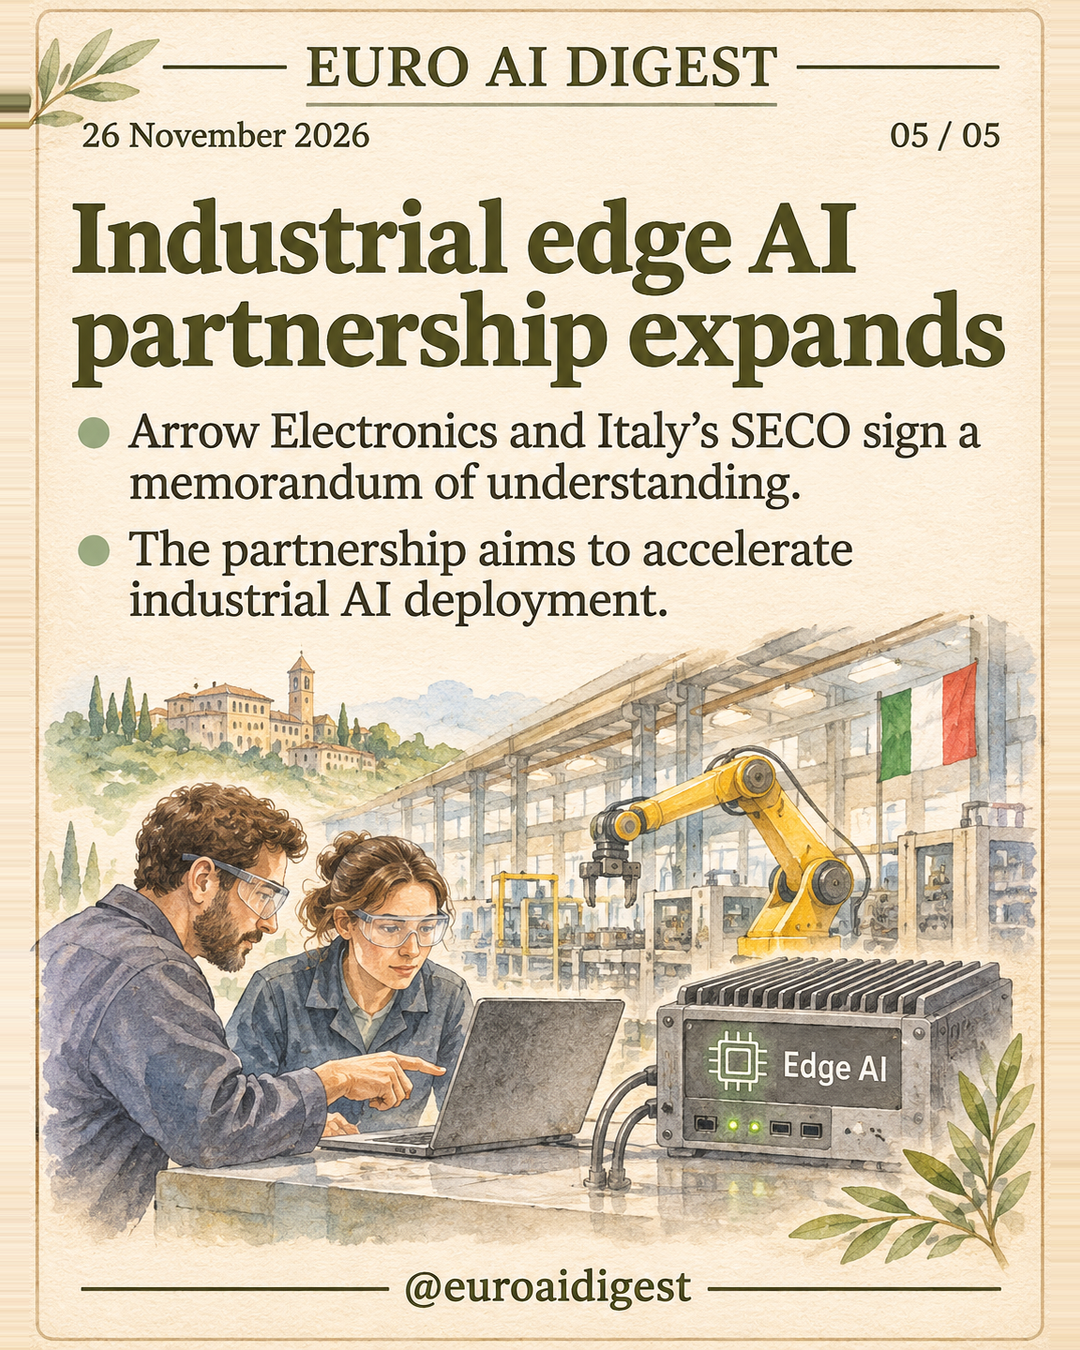 EURO AI DIGEST
26 November 2026
05 / 05
Industrial edge AI
partnership expands
Arrow Electronics and Italy’s SECO sign a
memorandum of understanding.
The partnership aims to accelerate
industrial AI deployment.
Edge AI
@euroaidigest